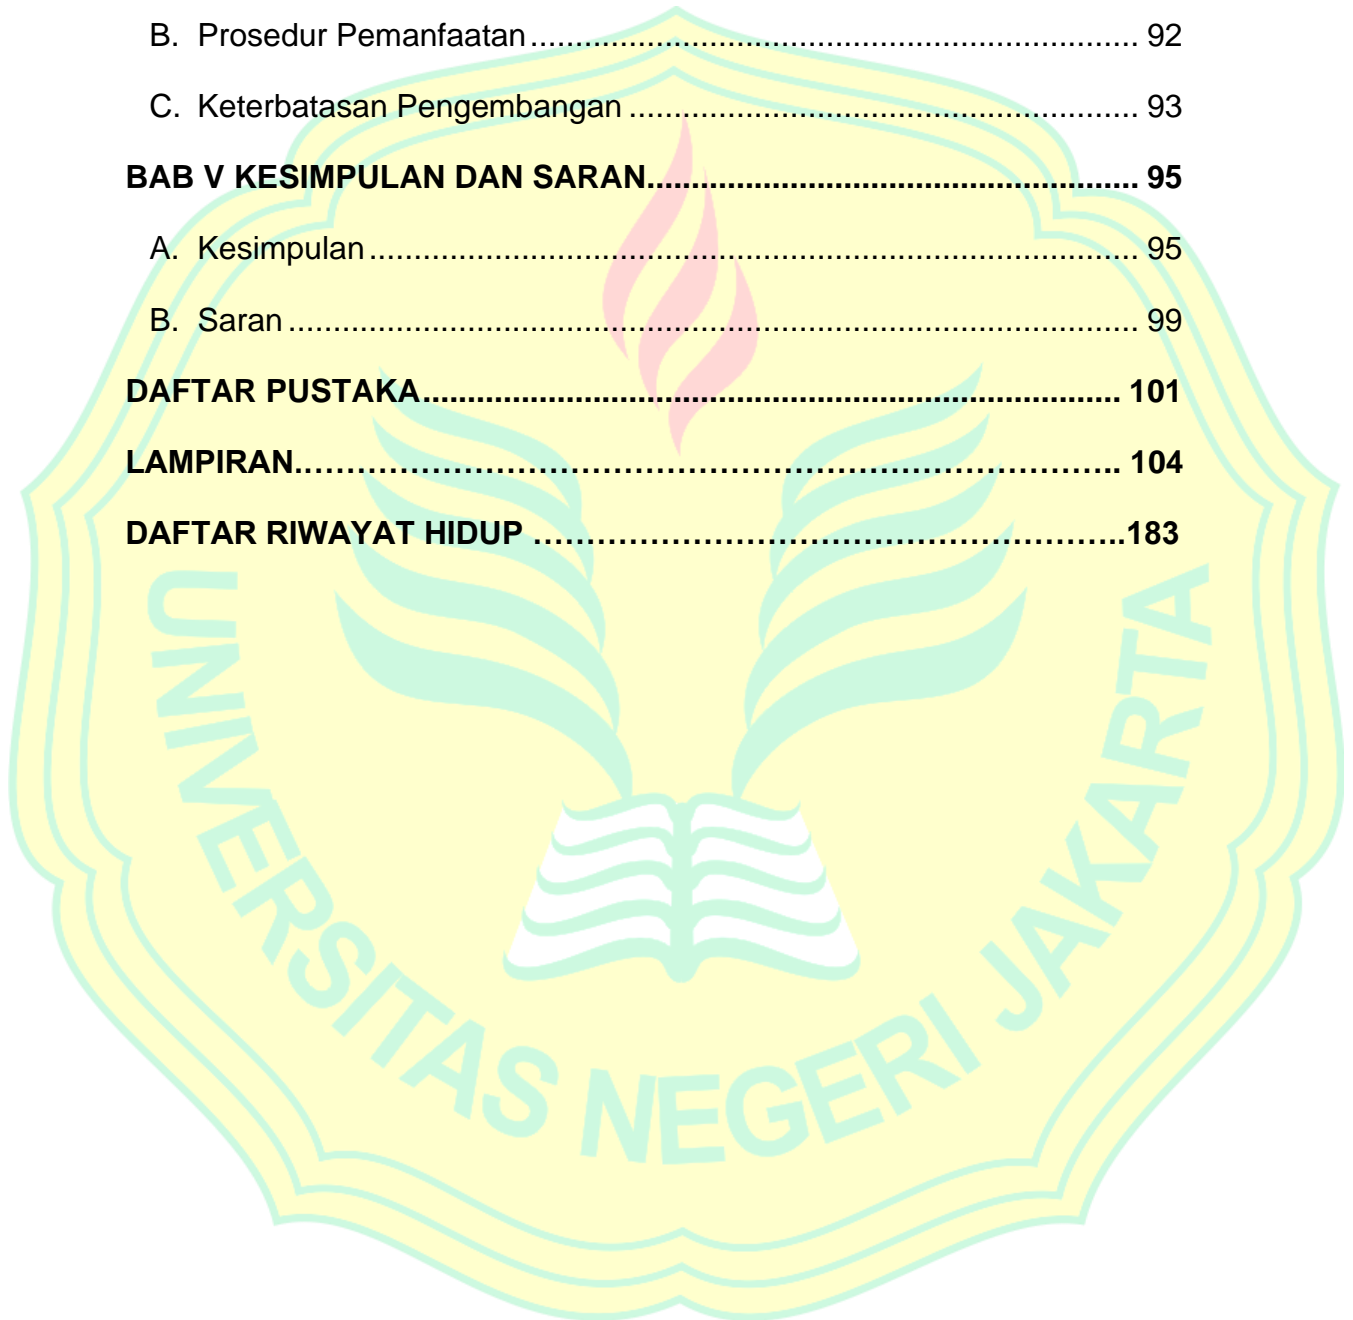 B. Prosedur Pemanfaatan ..................................................................... 92
C. Keterbatasan Pengembangan .......................................................... 93
BAB V KESIMPULAN DAN SARAN....................................................... 95
A. Kesimpulan ....................................................................................... 95
B. Saran ................................................................................................ 99
DAFTAR PUSTAKA.............................................................................. 101
LAMPIRAN.…………………………………………………………………….. 104
DAFTAR RIWAYAT HIDUP ………………………………………………..183
UNIVERSITAS NEGERI JAKARTA